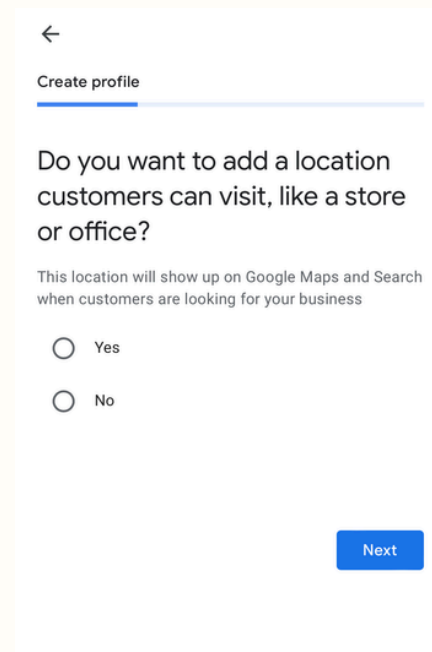 Create profile
Do you want to add a location
customers can visit, like a store
or office?
This location will show up on Google Maps and Search
when customers are looking for your business
Yes
No
Next